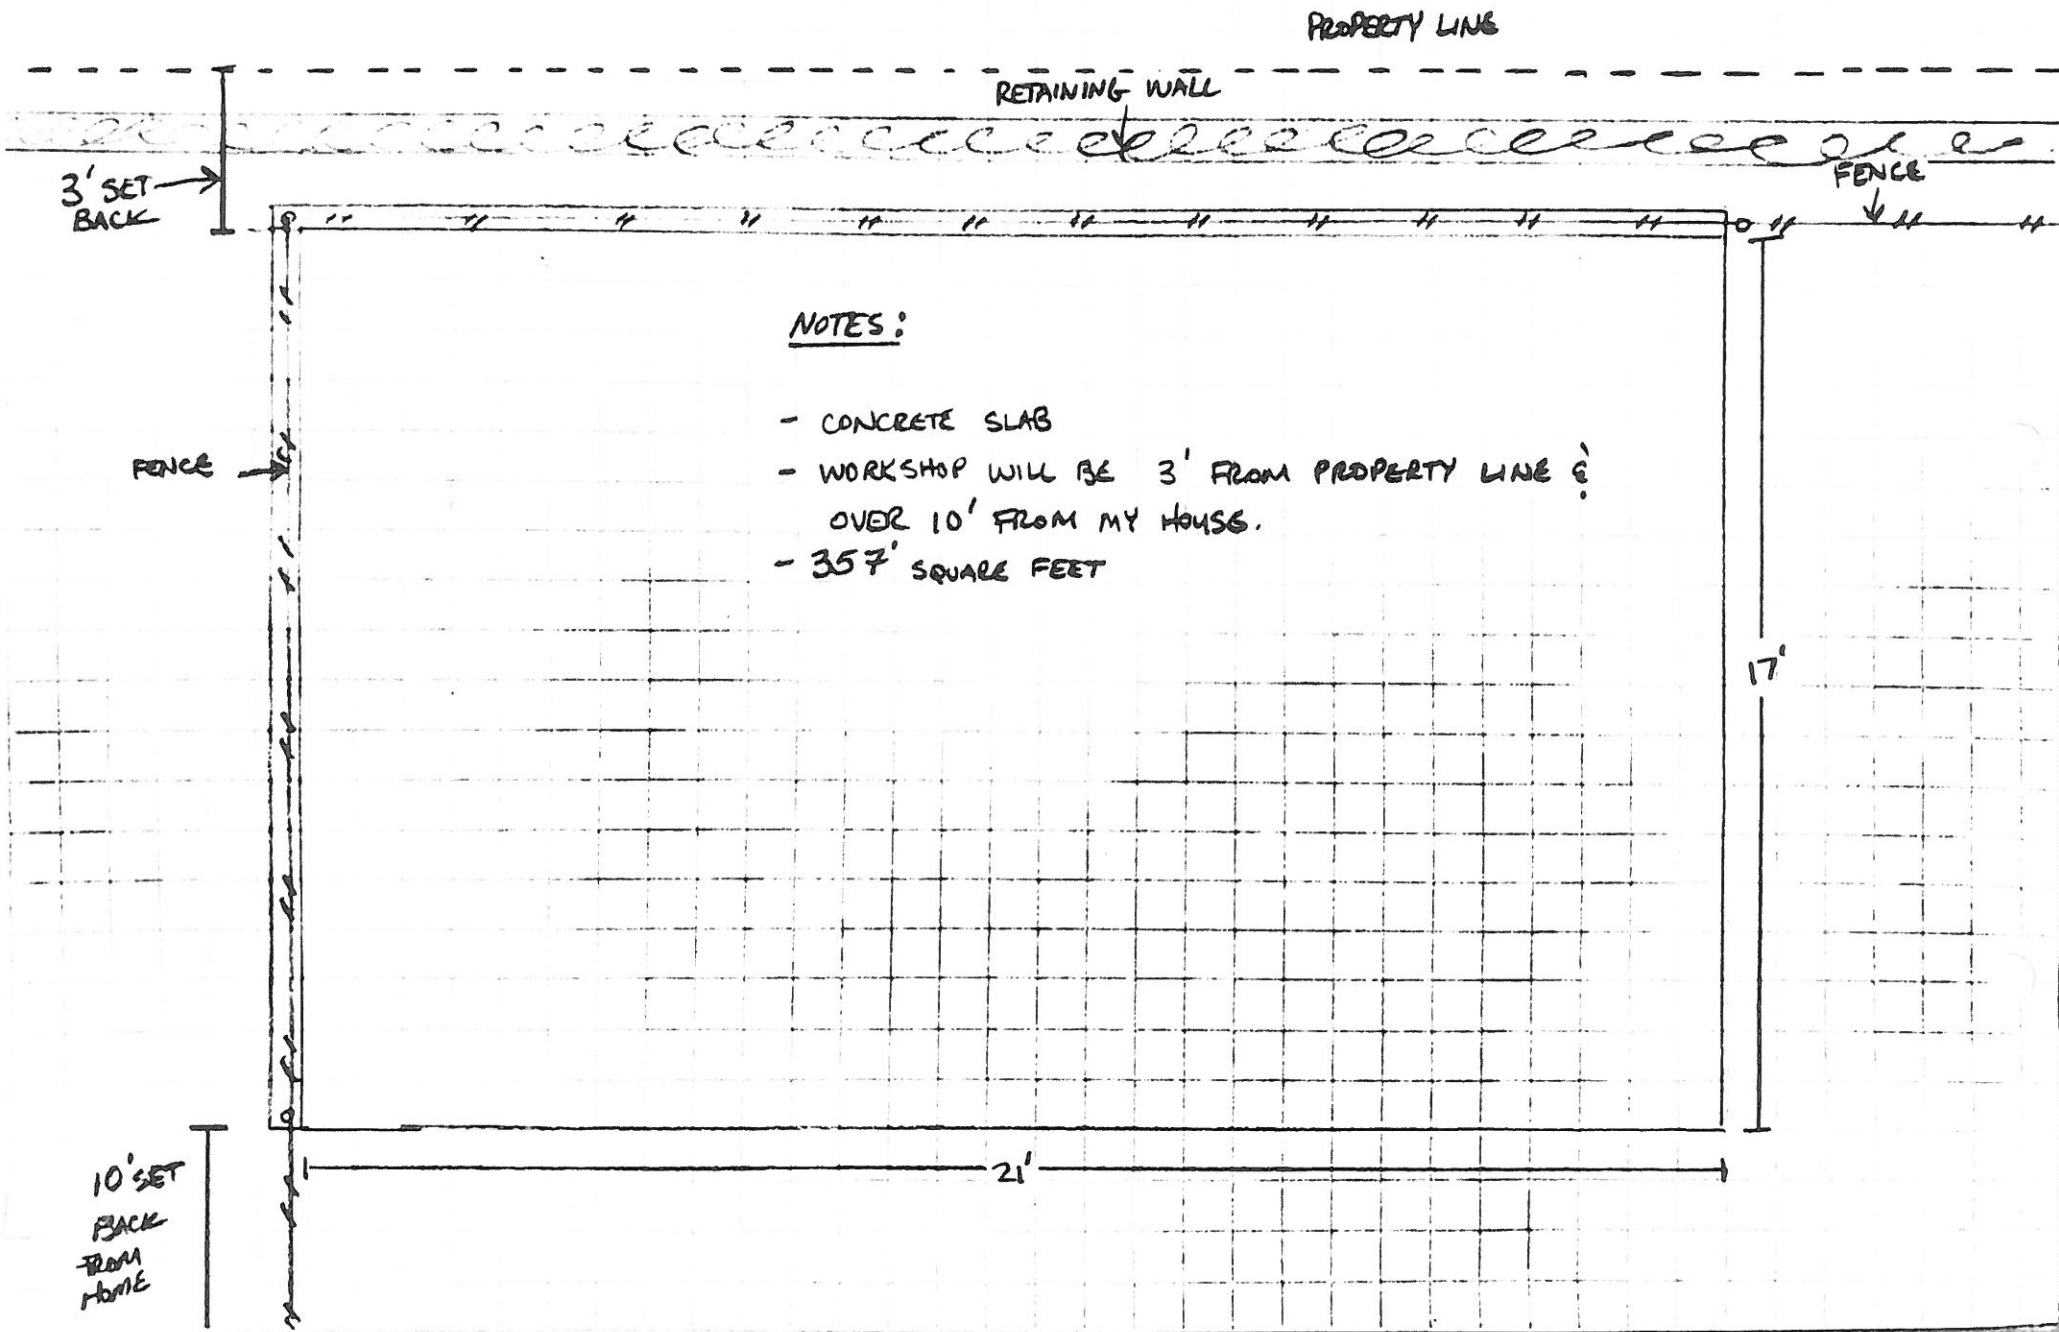 PROPERTY LINE
RETAINING WALL
3' SET
BACK
FENCE
NOTES:
- CONCRETE SLAB
- WORKSHOP WILL BE 3' FROM PROPERTY LINE &
OVER 10' FROM MY HOUSE.
- 357' SQUARE FEET
FENCE
17'
21'
10' SET
BACK
FROM
HOME